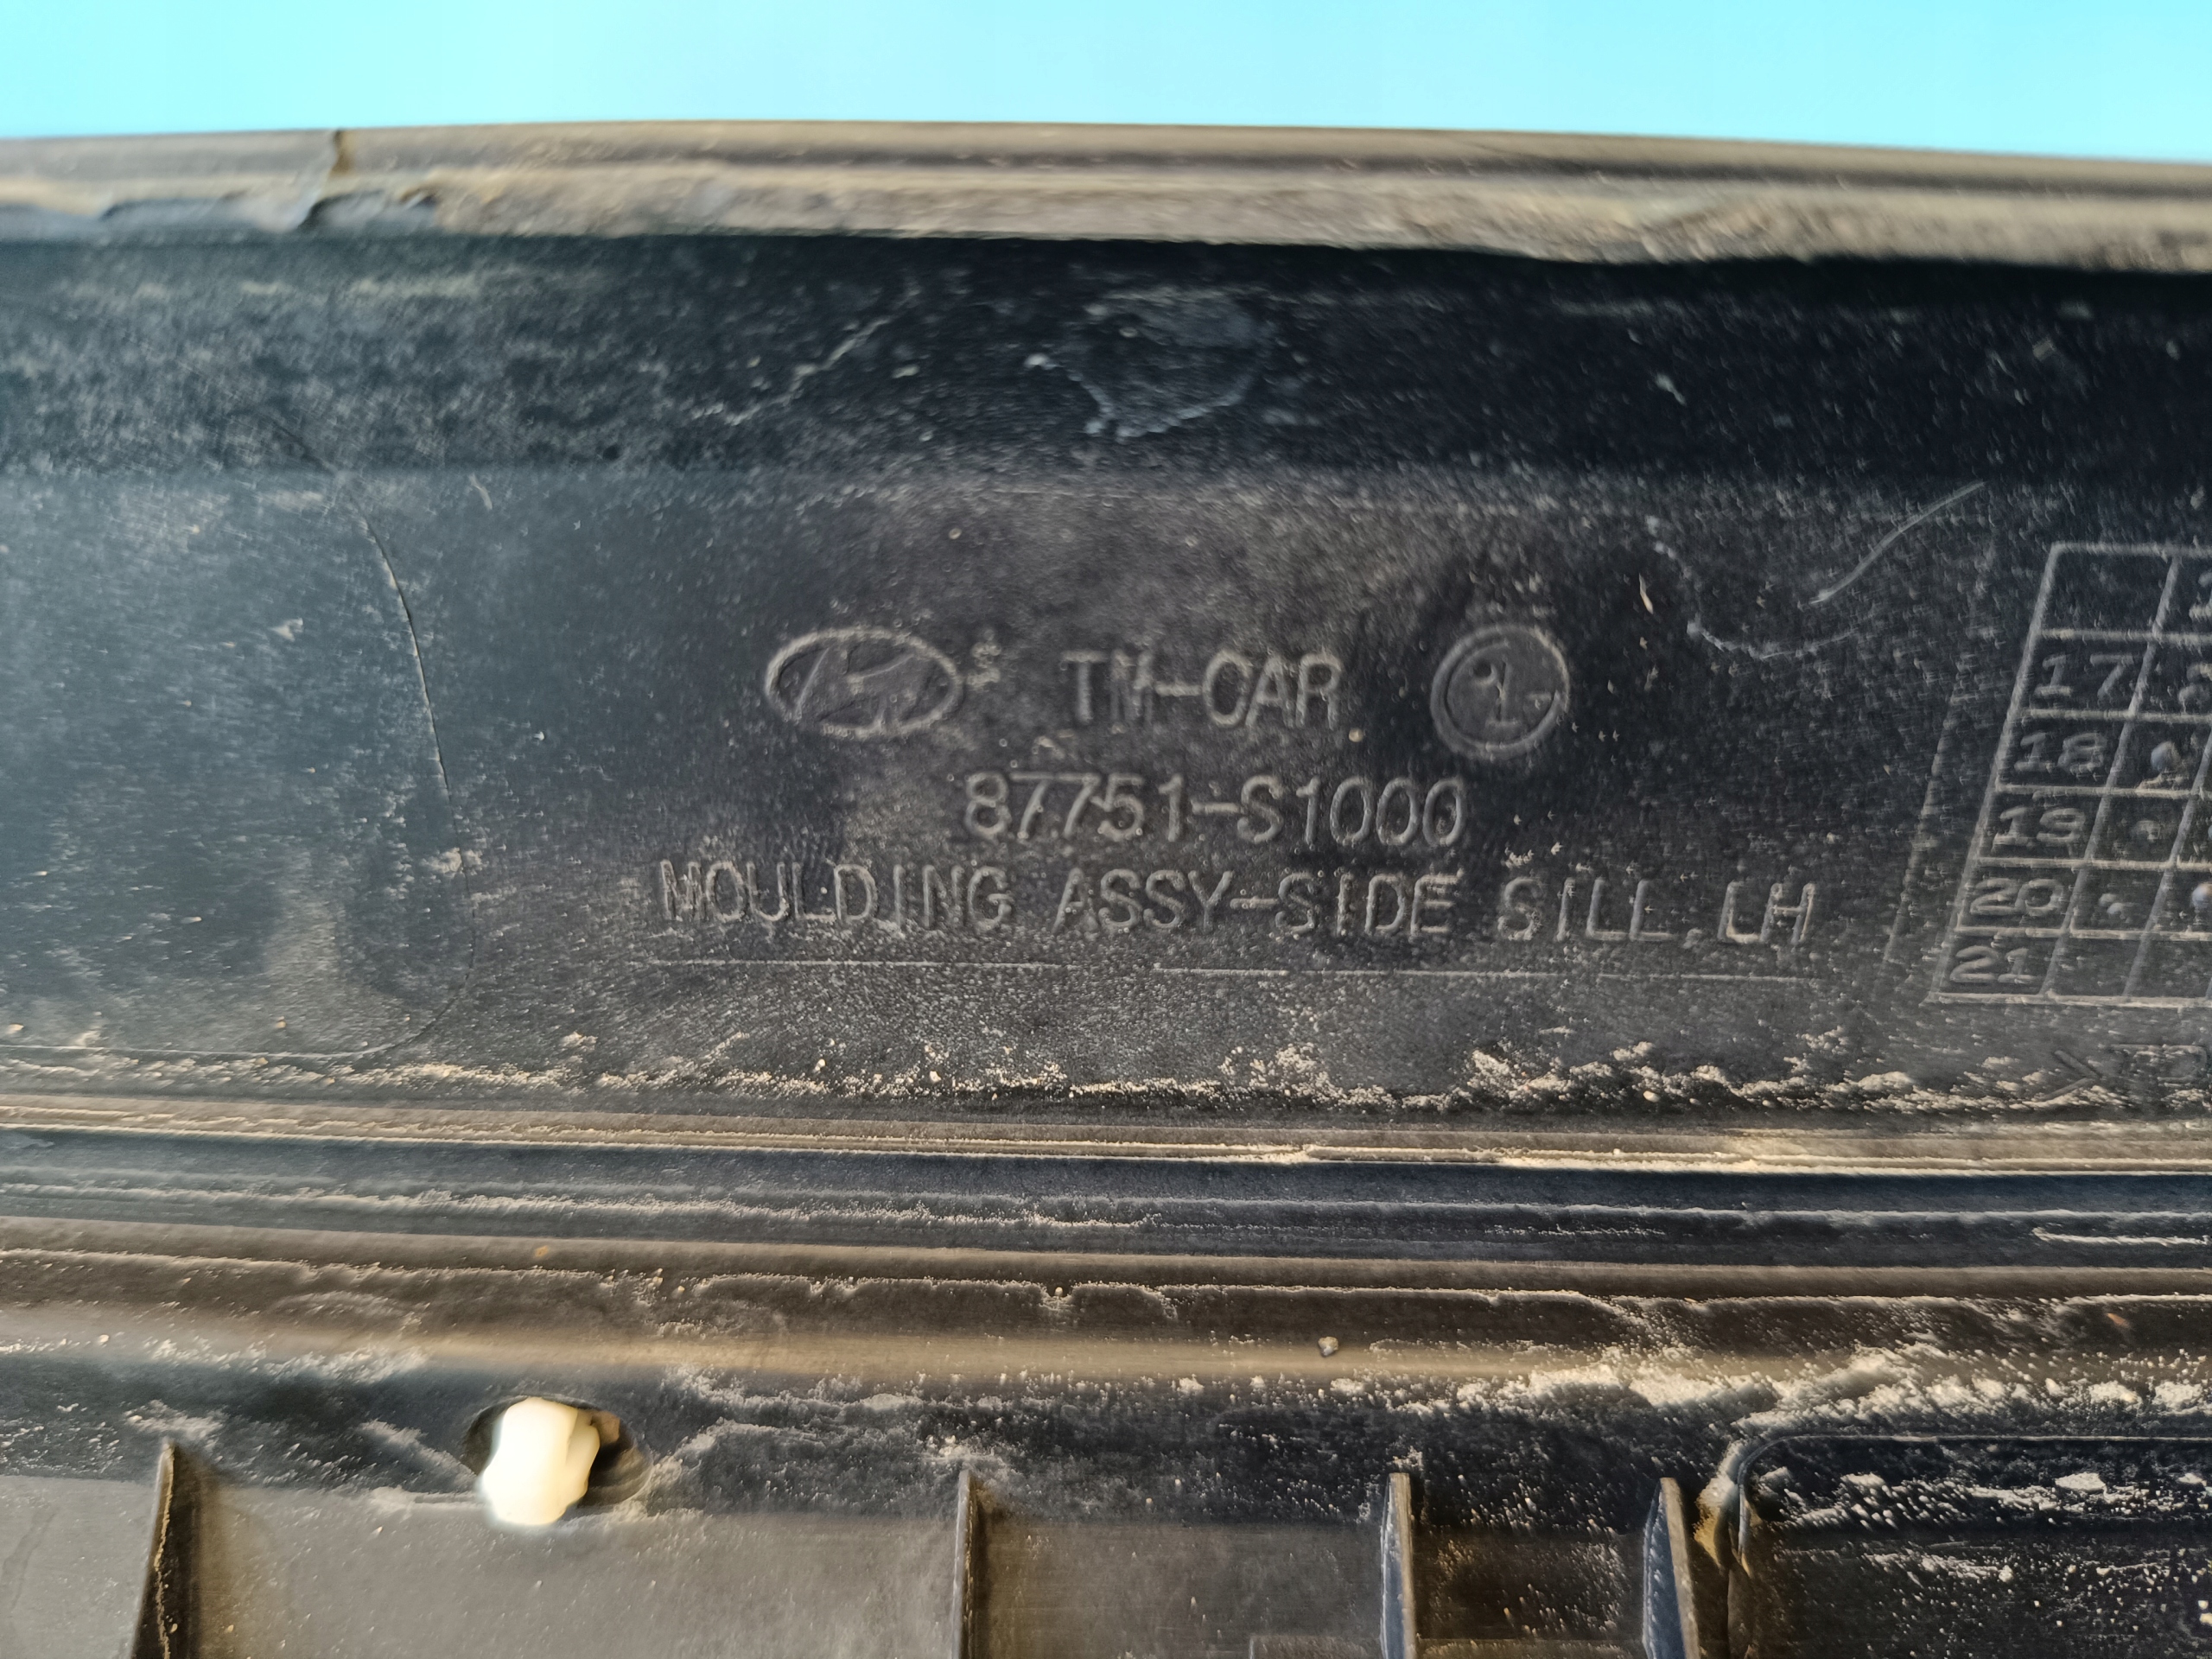 TM-CAR
87751-S1000
MOULDING ASSY-SIDE SILL,LH
17
18
19
20
21